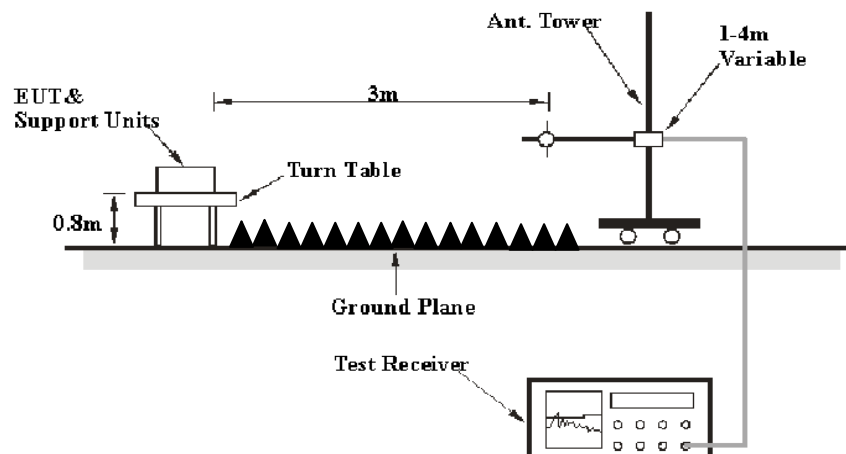 Ant. Tower
1-4m
Variable
3m
EUT&
Support Units
Turn Table
0.8m
Ground Plane
Test Receiver